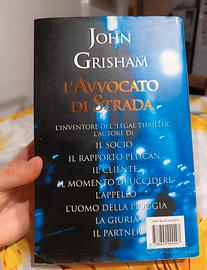 JOHN
GRISHAM
L'AVVOCATO
DI STRADA
L'INVENTORE DEL "LEGAL THRILLER"
L'AUTORE DI
IL SOCIO
IL RAPPORTO PELICAN
IL CLIENTE
IL MOMENTO DI UCCIDERE
L'APPELLO
L'UOMO DELLA PIOGGIA
LA GIURIA
IL PARTNER